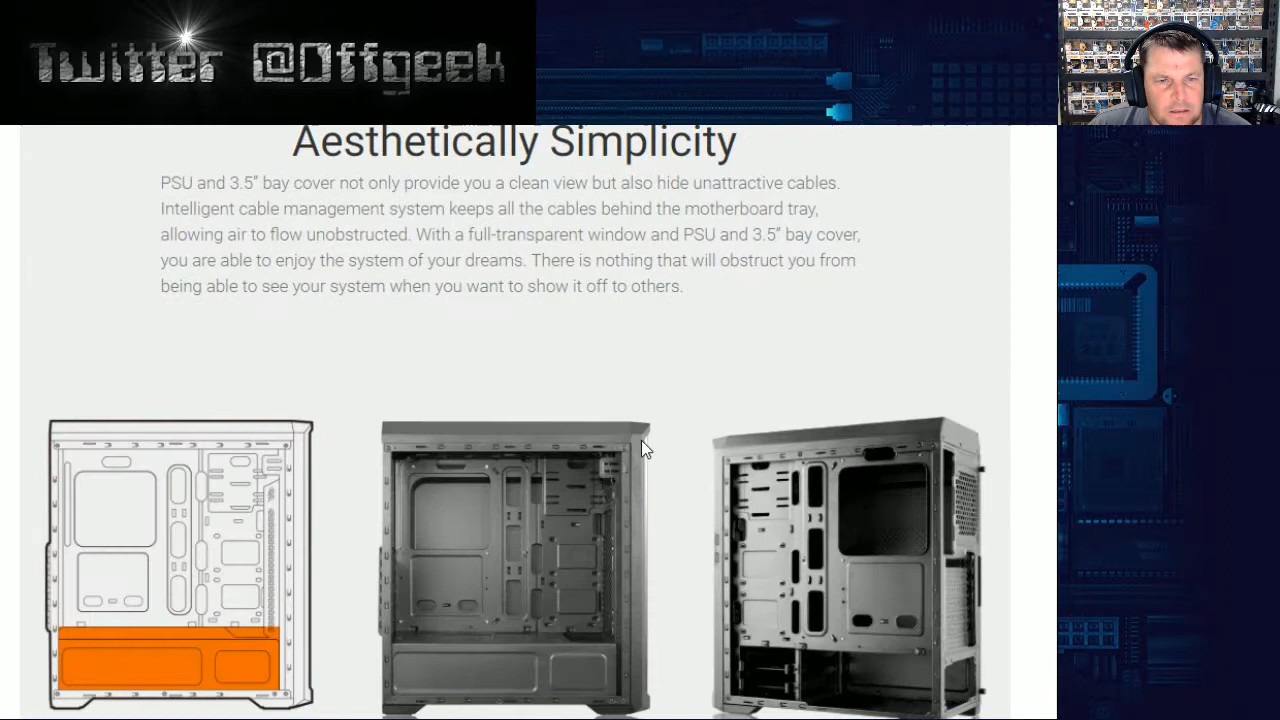 Twitter @Offgeek
Aesthetically Simplicity
PSU and 3.5” bay cover not only provide you a clean view but also hide unattractive cables.
Intelligent cable management system keeps all the cables behind the motherboard tray,
allowing air to flow unobstructed. With a full-transparent window and PSU and 3.5” bay cover,
you are able to enjoy the system of your dreams. There is nothing that will obstruct you from
being able to see your system when you want to show it off to others.